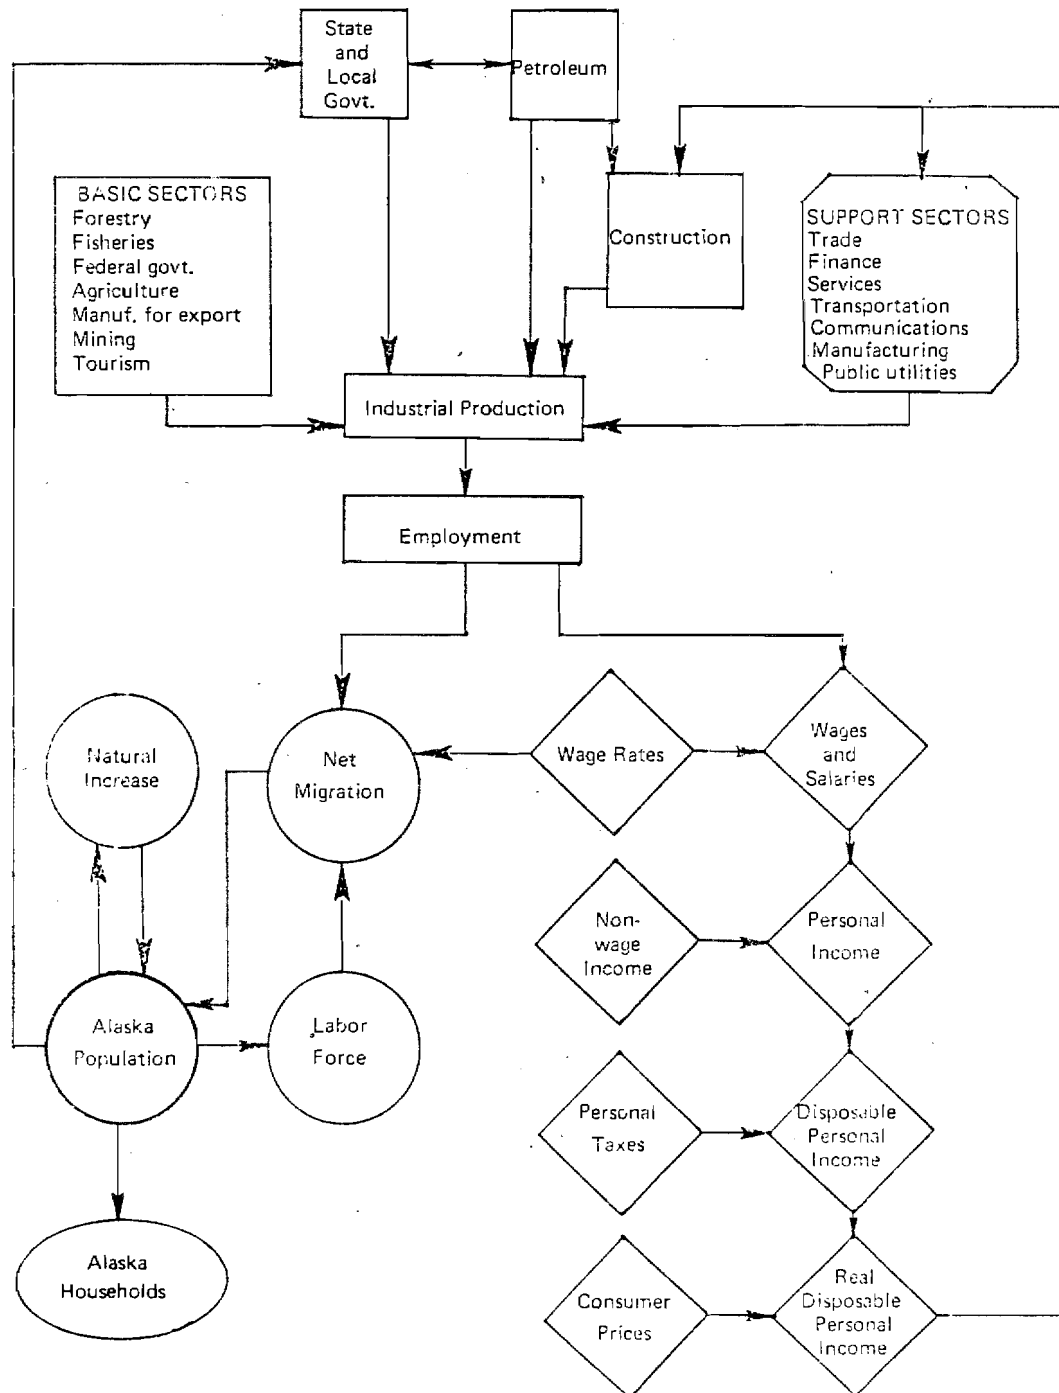 State
and
Local
Govt.
Petroleum
BASIC SECTORS
Forestry
Fisheries
Federal govt.
Agriculture
Manuf. for export
Mining
Tourism
Construction
SUPPORT SECTORS
Trade
Finance
Services
Transportation
Communications
Manufacturing
Public utilities
Industrial Production
Employment
Natural
Increase
Net
Migration
Wage Rates
Wages
and
Salaries
Non-
wage
Income
Personal
Income
Alaska
Population
Labor
Force
Personal
Taxes
Disposable
Personal
Income
Alaska
Households
Consumer
Prices
Real
Disposable
Personal
Income